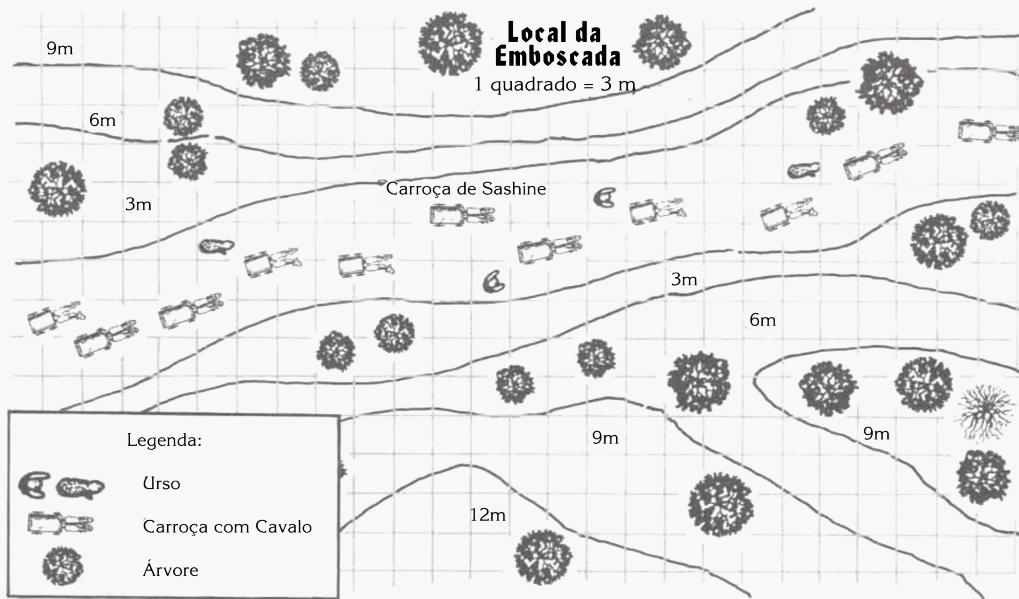 Local da
Emboscada
1 quadrado = 3 m
9m
6m
3m
Carroça de Sashine
3m
6m
9m
9m
12m
Legenda:
Urso
Carroça com Cavalo
Árvore